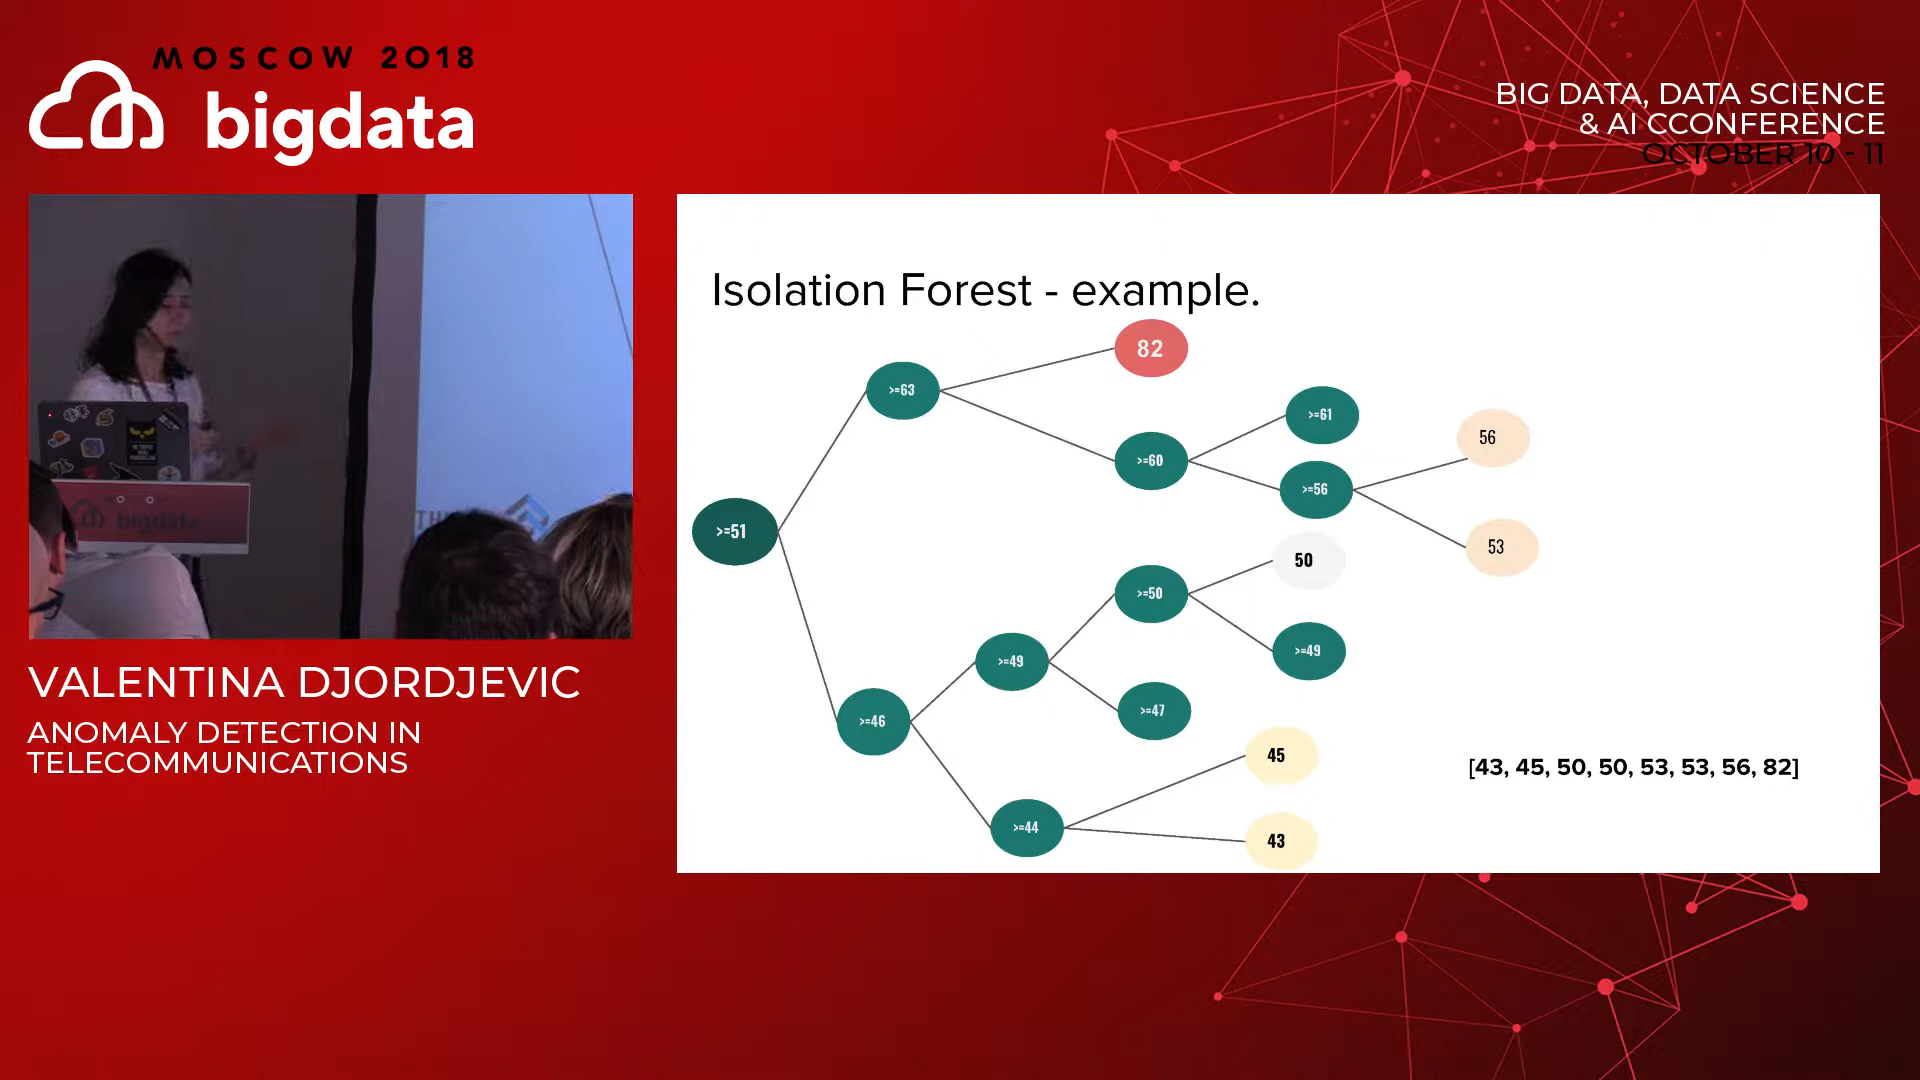 MOSCOW 2018
bigdata
BIG DATA, DATA SCIENCE
& AI CCONFERENCE
OCTOBER 10 - 11
Isolation Forest - example.
82
>=63
>=61
56
>=60
>=56
>=51
53
50
>=50
>=49
>=49
>=47
>=46
45
[43, 45, 50, 50, 53, 53, 56, 82]
>=44
43
bigdata
VALENTINA DJORDJEVIC
ANOMALY DETECTION IN
TELECOMMUNICATIONS